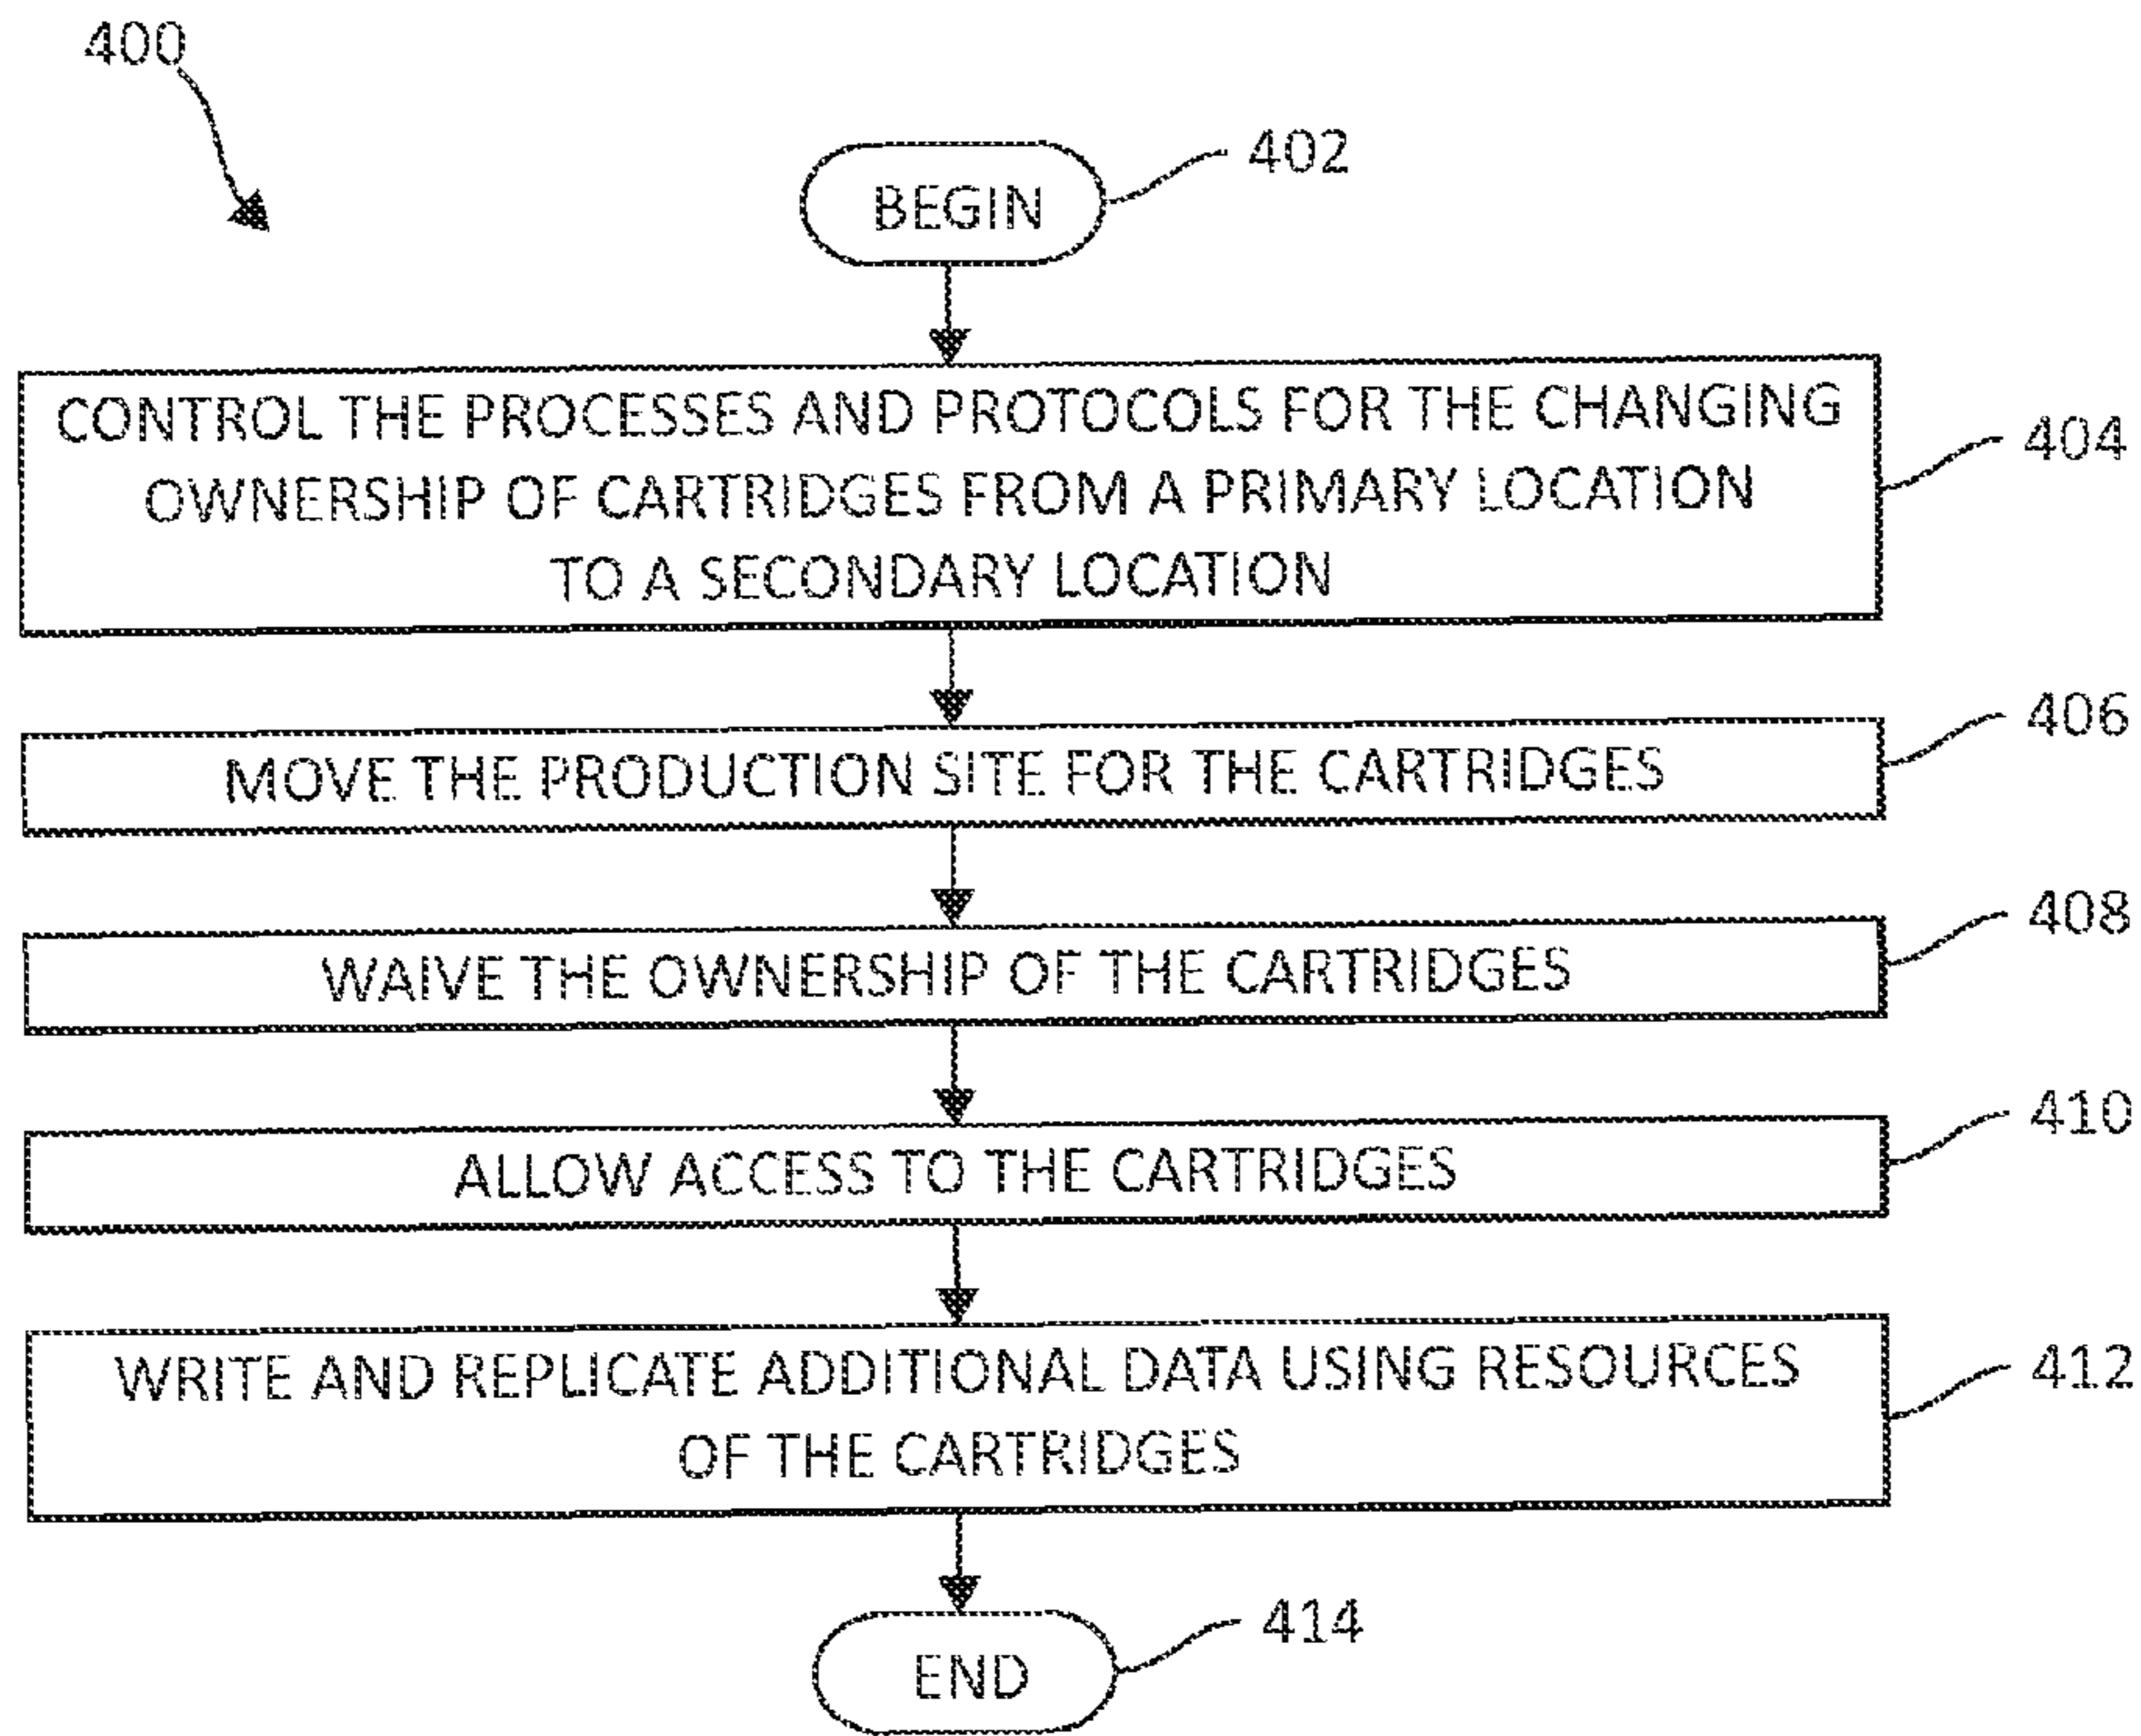 400
BEGIN
402
CONTROL THE PROCESSES AND PROTOCOLS FOR THE CHANGING
OWNERSHIP OF CARTRIDGES FROM A PRIMARY LOCATION
TO A SECONDARY LOCATION
404
MOVE THE PRODUCTION SITE FOR THE CARTRIDGES
406
WAIVE THE OWNERSHIP OF THE CARTRIDGES
408
ALLOW ACCESS TO THE CARTRIDGES
410
WRITE AND REPLICATE ADDITIONAL DATA USING RESOURCES
OF THE CARTRIDGES
412
END
414